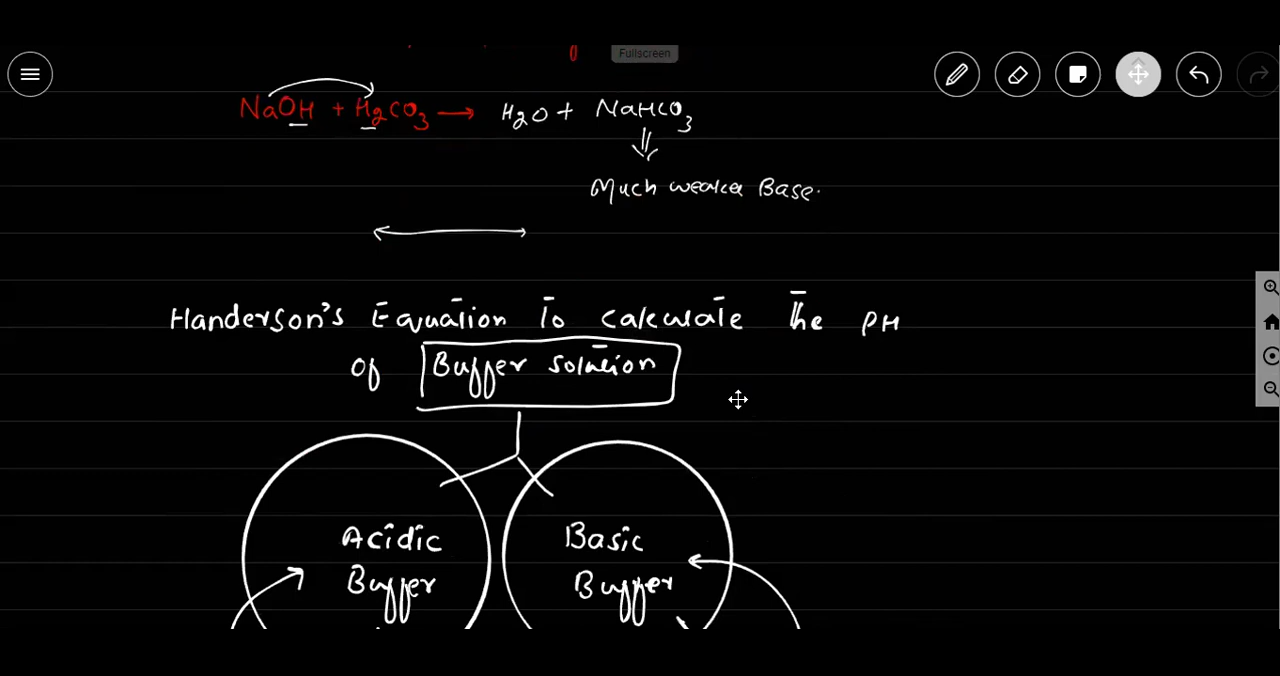 Fullscreen
NaOH + H2CO3 → H2O + NaHCO3
Much weaker Base.
Handerson's Equation To calculate The PH
of Buffer solution
Acidic Basic
Buffer Buffer